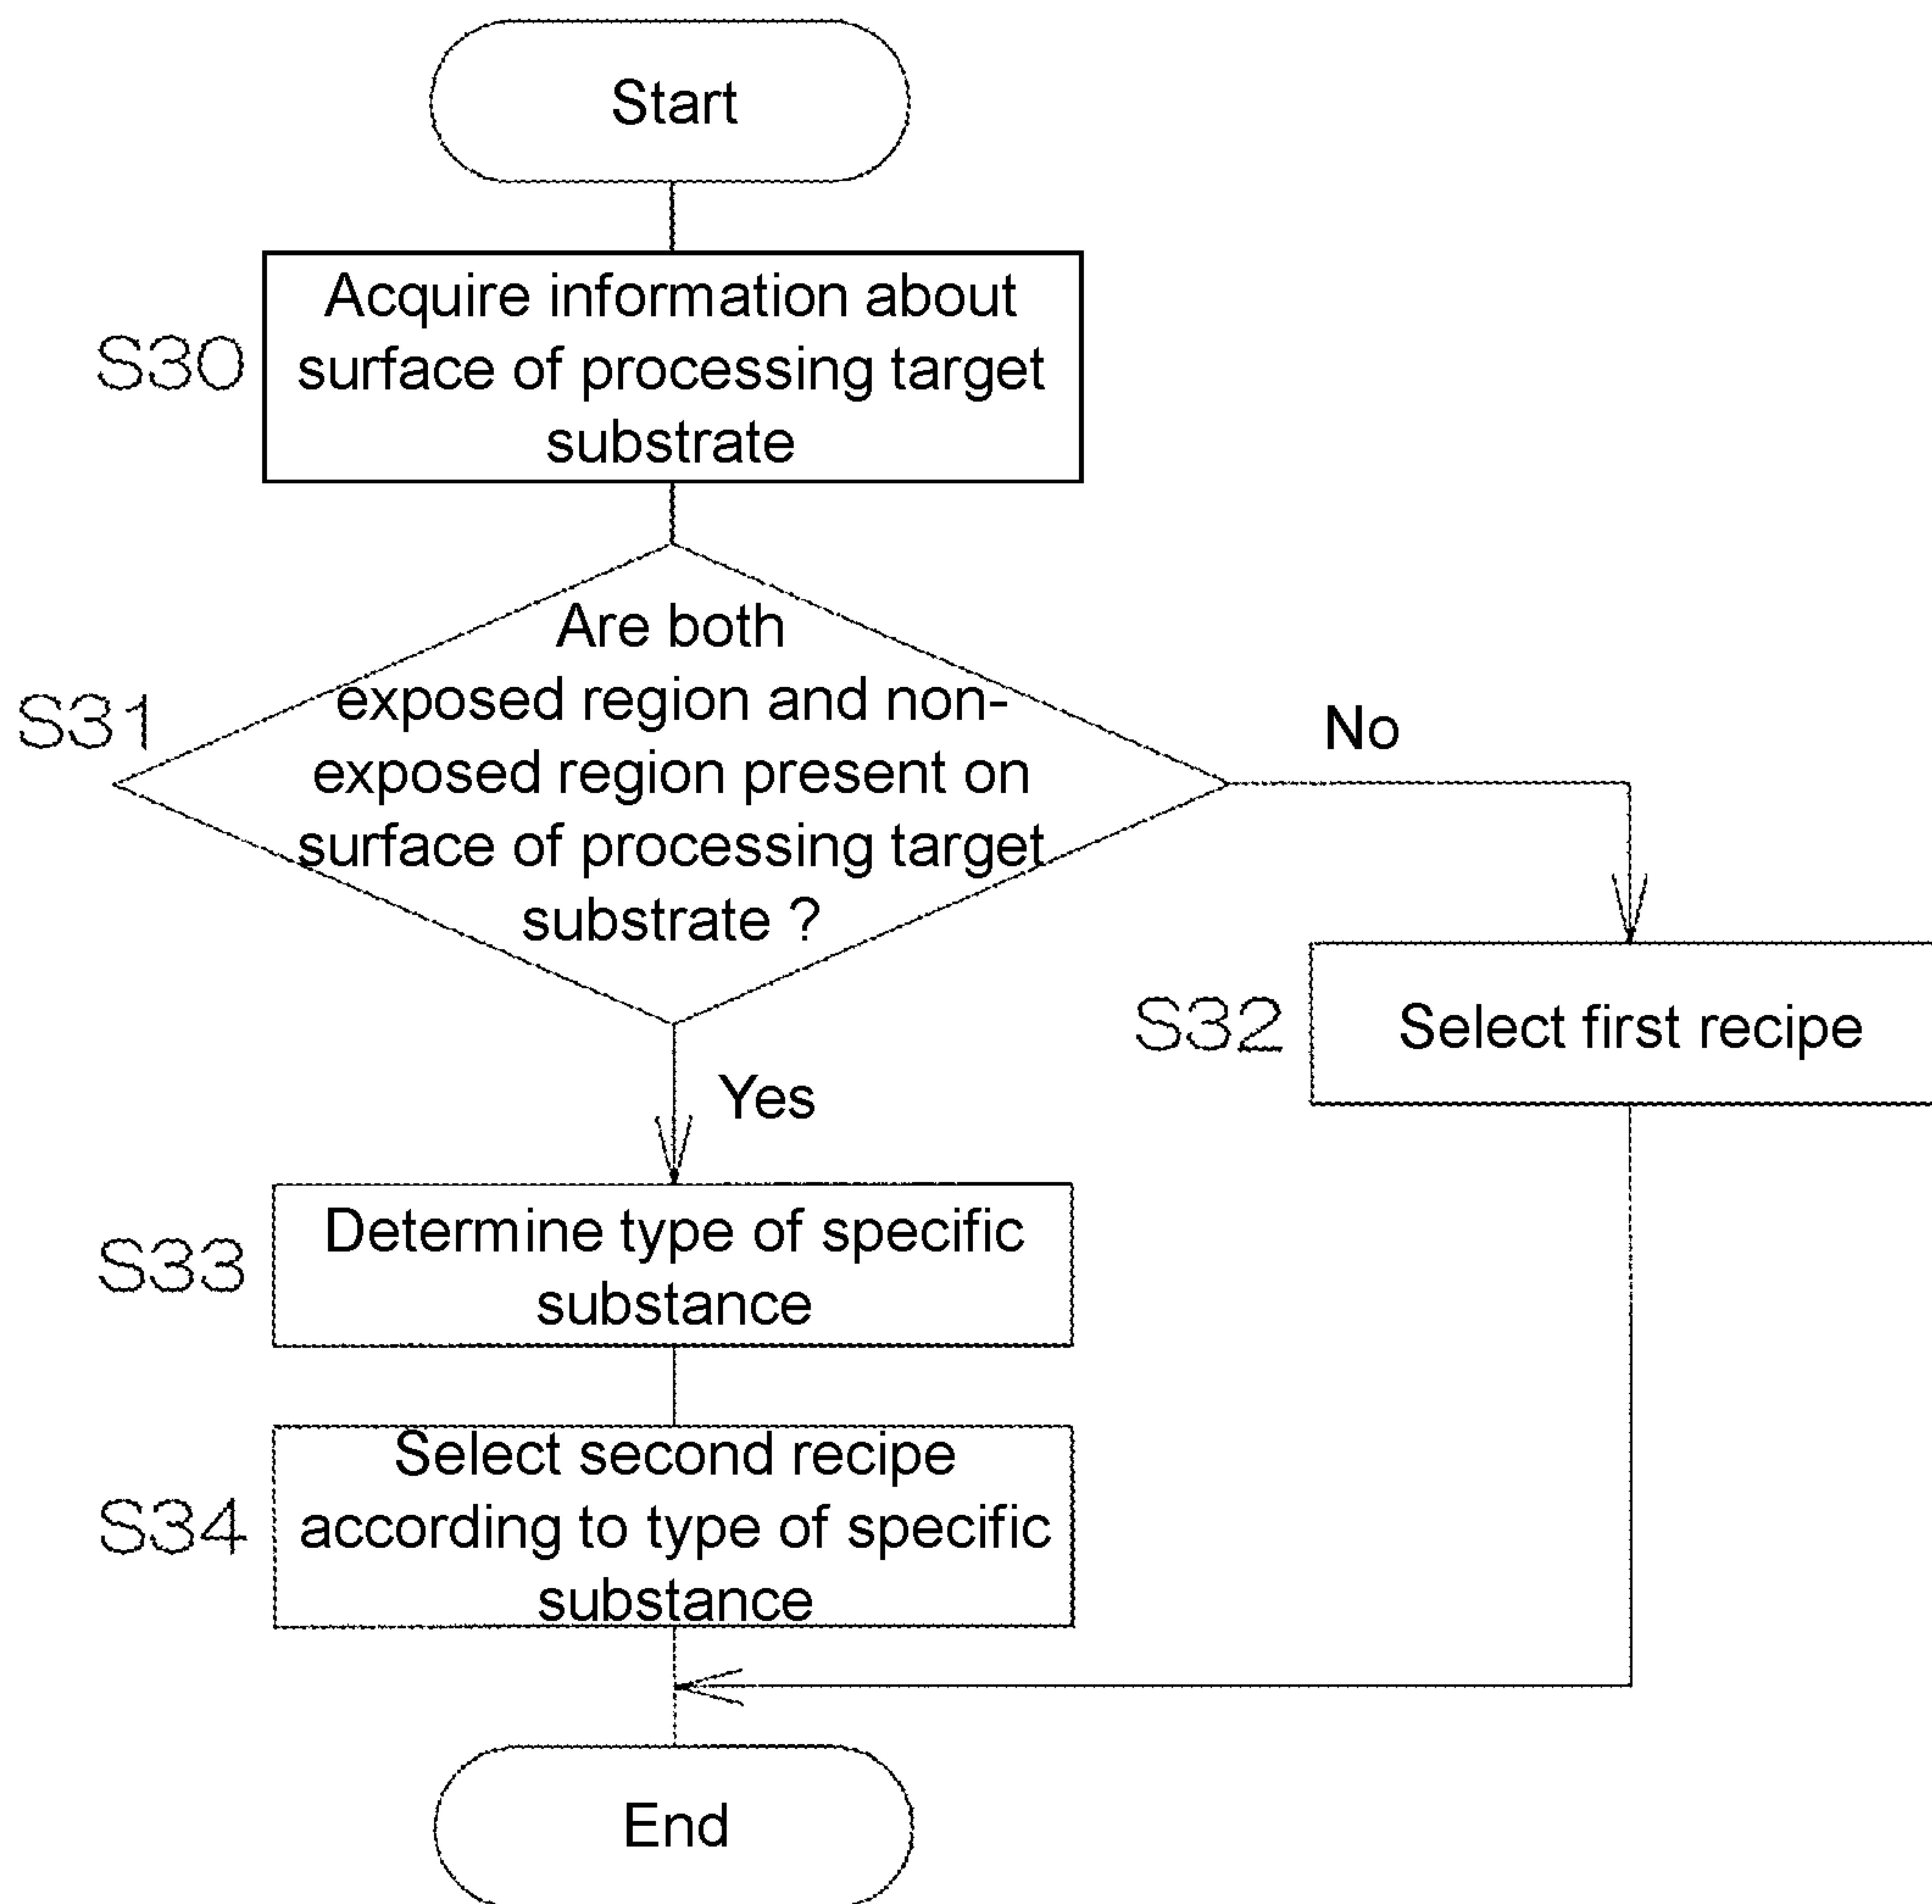 Start
S30
Acquire information about
surface of processing target
substrate
S31
Are both
exposed region and non-
exposed region present on
surface of processing target
substrate ?
No
S32
Select first recipe
Yes
S33
Determine type of specific
substance
S34
Select second recipe
according to type of specific
substance
End